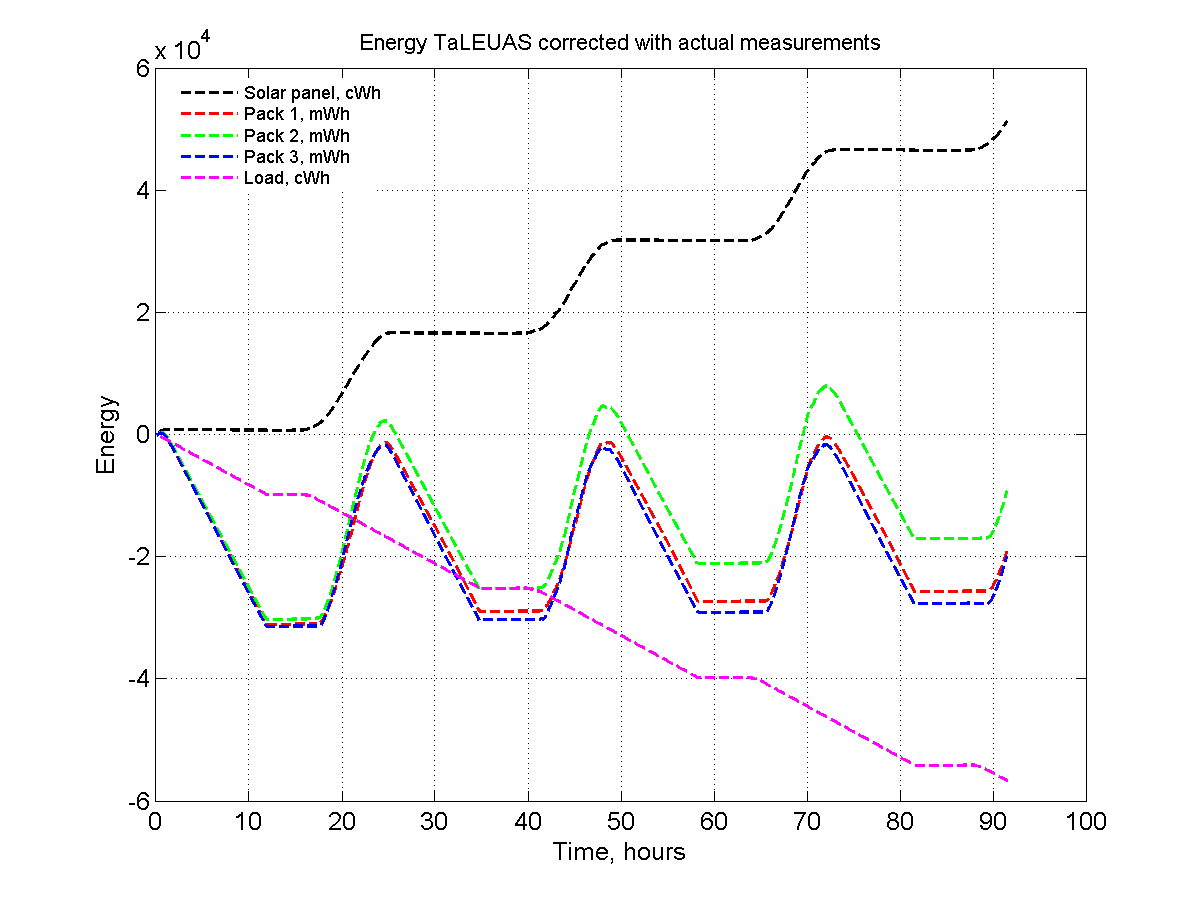 Energy TaLEUAS corrected with actual measurements
x 10^4
6
4
2
0
-2
-4
-6
Energy
Solar panel, cWh
Pack 1, mWh
Pack 2, mWh
Pack 3, mWh
Load, cWh
0 10 20 30 40 50 60 70 80 90 100
Time, hours